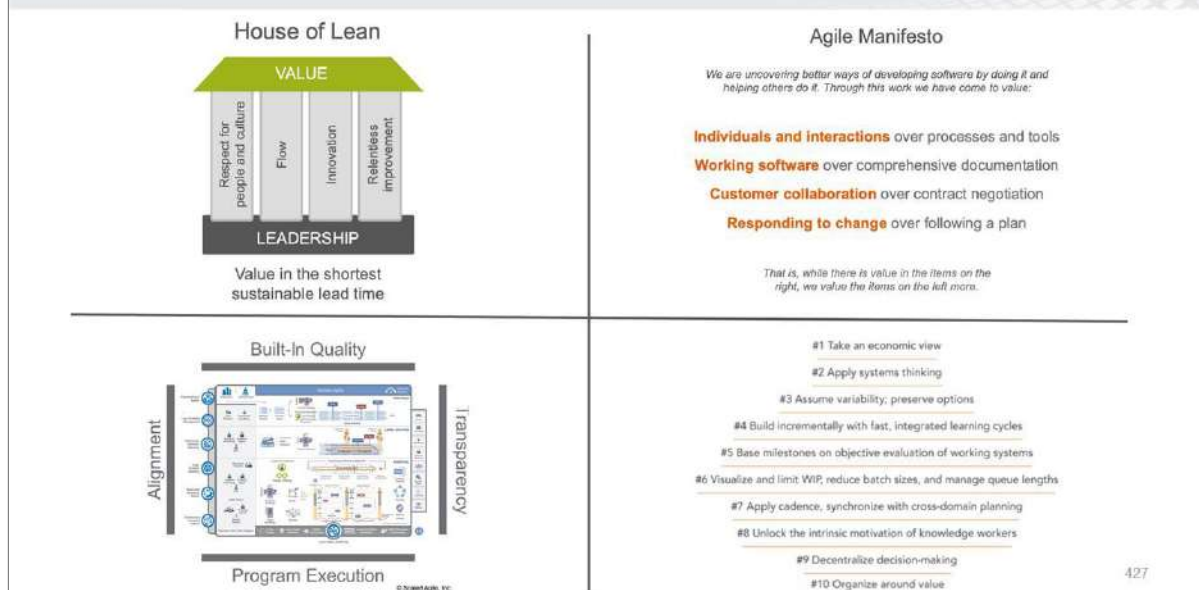 House of Lean
VALUE
Respect for
people and culture
Flow
Innovation
Relentless
improvement
LEADERSHIP
Value in the shortest
sustainable lead time
Agile Manifesto
We are uncovering better ways of developing software by doing it and
helping others do it. Through this work we have come to value:
Individuals and interactions over processes and tools
Working software over comprehensive documentation
Customer collaboration over contract negotiation
Responding to change over following a plan
That is, while there is value in the items on the
right, we value the items on the left more.
Built-In Quality
Alignment
Transparency
Program Execution
© Scaled Agile, Inc.
#1 Take an economic view
#2 Apply systems thinking
#3 Assume variability; preserve options
#4 Build incrementally with fast, integrated learning cycles
#5 Base milestones on objective evaluation of working systems
#6 Visualize and limit WIP, reduce batch sizes, and manage queue lengths
#7 Apply cadence, synchronize with cross-domain planning
#8 Unlock the intrinsic motivation of knowledge workers
#9 Decentralize decision-making
#10 Organize around value
427